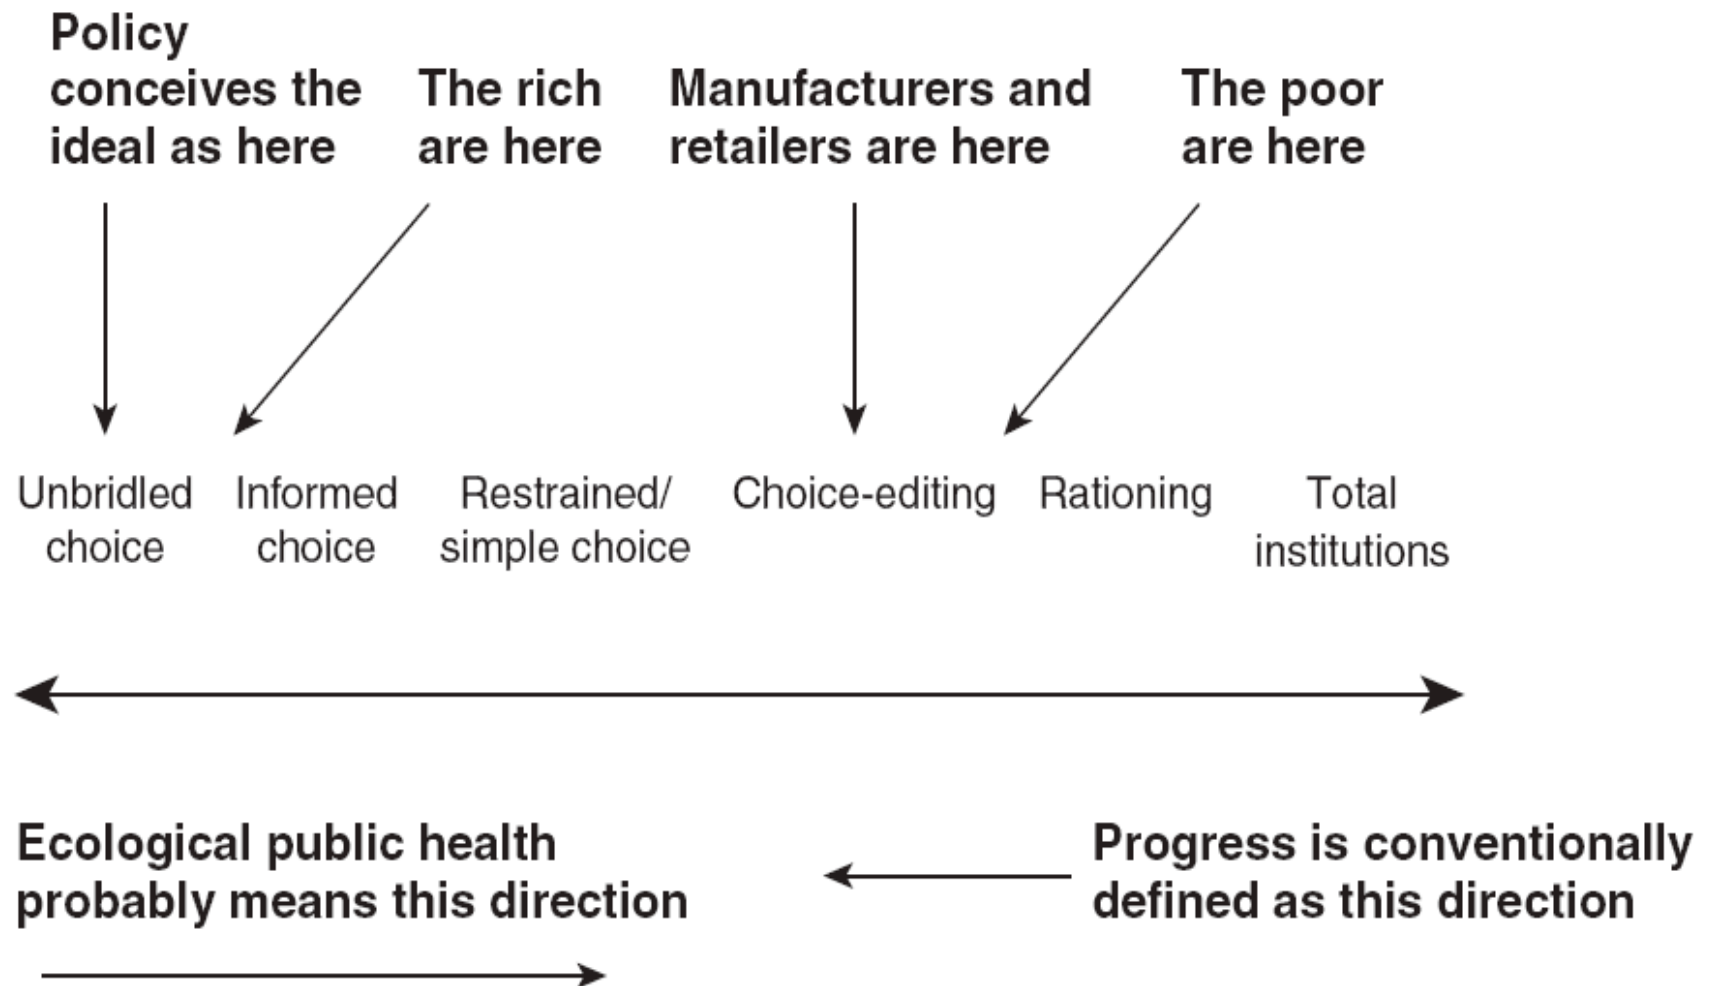 Policy
conceives the
ideal as here
The rich
are here
Manufacturers and
retailers are here
The poor
are here
Unbridled
choice
Informed
choice
Restrained/
simple choice
Choice-editing
Rationing
Total
institutions
Ecological public health
probably means this direction
Progress is conventionally
defined as this direction